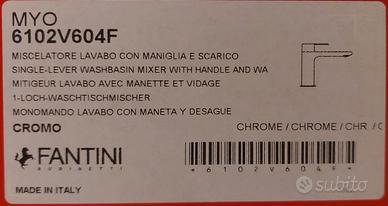 MYO
6102V604F
MISCELATORE LAVABO CON MANIGLIA E SCARICO
SINGLE-LEVER WASHBASIN MIXER WITH HANDLE AND WA
MITIGEUR LAVABO AVEC MANETTE ET VIDAGE
1-LOCH-WASCHTISCHMISCHER
MONOMANDO LAVABO CON MANETA Y DESAGUE
CROMO
CHROME / CHROME / CHR / C
FANTINI
RUBINETTI
*6102V604F*
MADE IN ITALY
subito